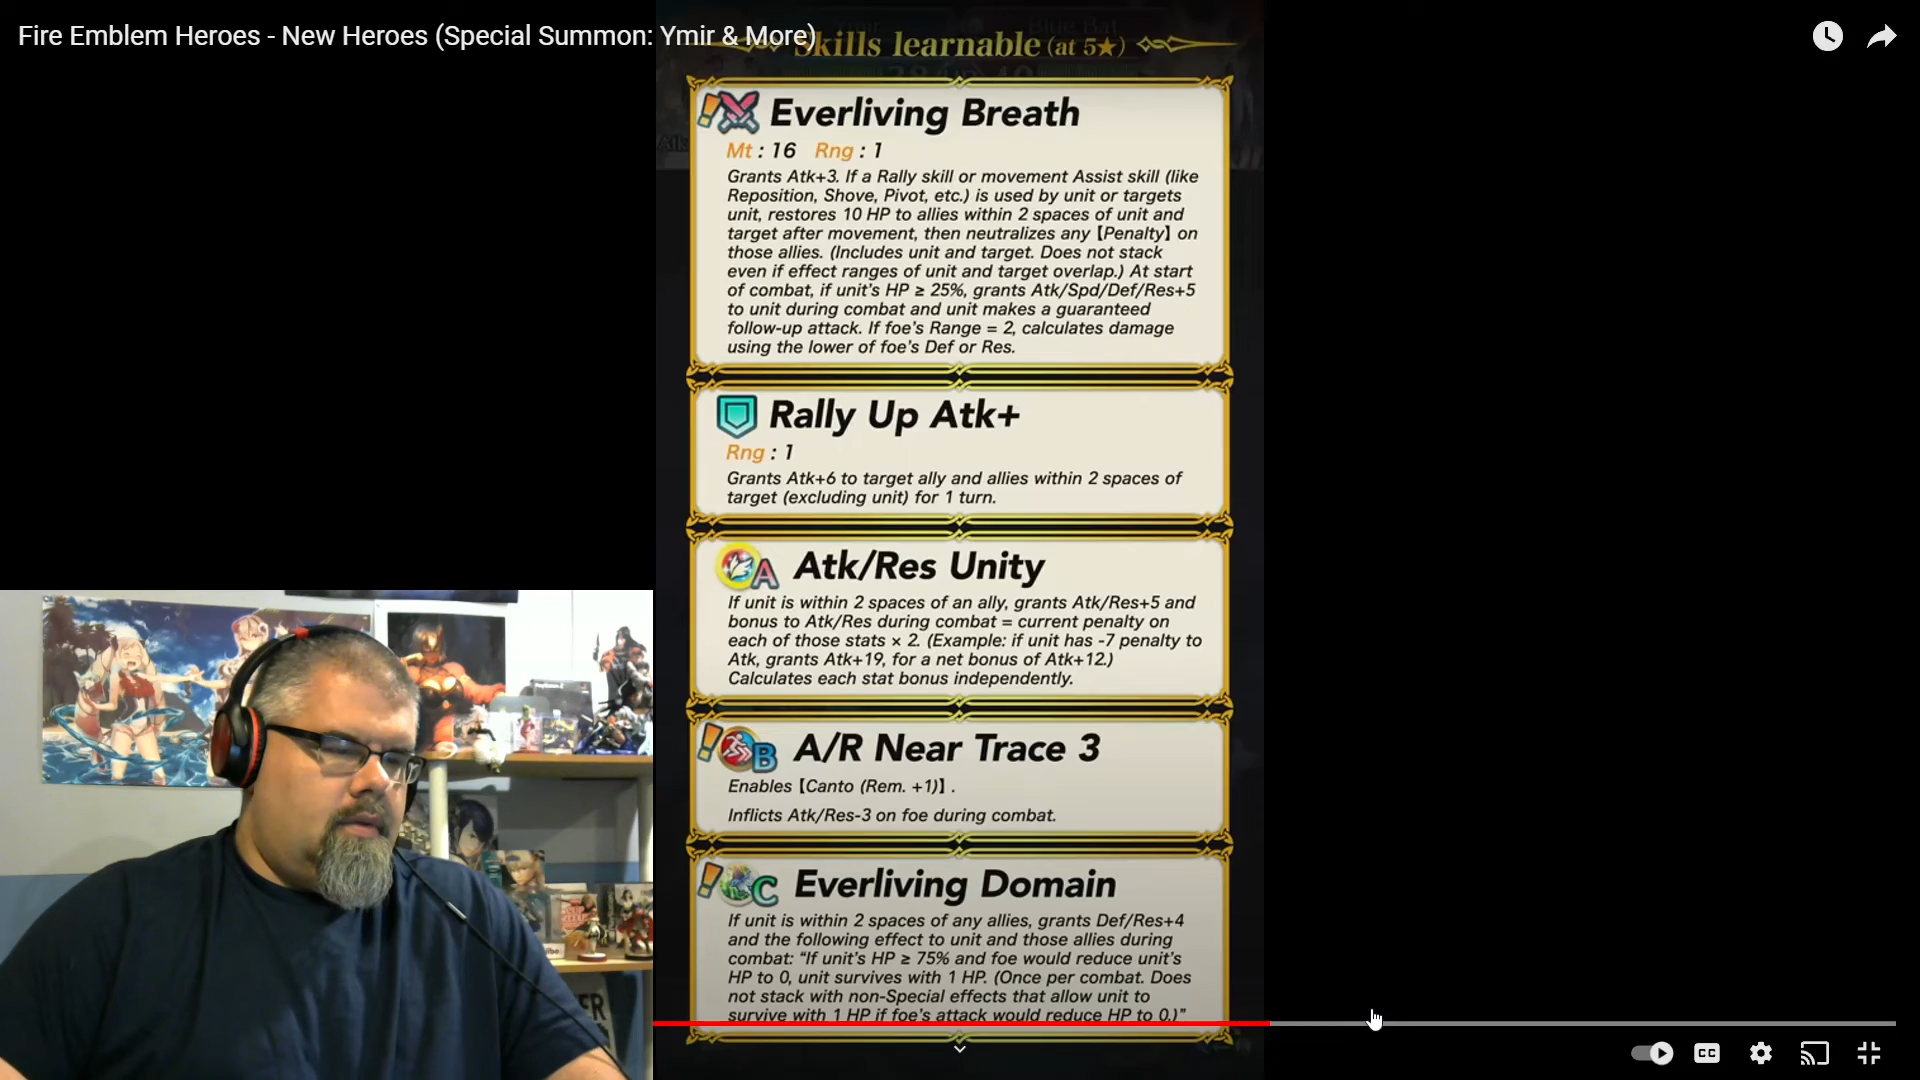 Fire Emblem Heroes - New Heroes (Special Summon: Ymir & More)
Skills learnable (at 5★)
Everliving Breath
Mt : 16 Rng : 1
Grants Atk+3. If a Rally skill or movement Assist skill (like
Reposition, Shove, Pivot, etc.) is used by unit or targets
unit, restores 10 HP to allies within 2 spaces of unit and
target after movement, then neutralizes any【Penalty】on
those allies. (Includes unit and target. Does not stack
even if effect ranges of unit and target overlap.) At start
of combat, if unit's HP ≥ 25%, grants Atk/Spd/Def/Res+5
to unit during combat and unit makes a guaranteed
follow-up attack. If foe's Range = 2, calculates damage
using the lower of foe's Def or Res.
Rally Up Atk+
Rng : 1
Grants Atk+6 to target ally and allies within 2 spaces of
target (excluding unit) for 1 turn.
A
Atk/Res Unity
If unit is within 2 spaces of an ally, grants Atk/Res+5 and
bonus to Atk/Res during combat = current penalty on
each of those stats × 2. (Example: if unit has -7 penalty to
Atk, grants Atk+19, for a net bonus of Atk+12.)
Calculates each stat bonus independently.
B
A/R Near Trace 3
Enables【Canto (Rem. +1)】.
Inflicts Atk/Res-3 on foe during combat.
C
Everliving Domain
If unit is within 2 spaces of any allies, grants Def/Res+4
and the following effect to unit and those allies during
combat: "If unit's HP ≥ 75% and foe would reduce unit's
HP to 0, unit survives with 1 HP. (Once per combat. Does
not stack with non-Special effects that allow unit to
survive with 1 HP if foe's attack would reduce HP to 0.)"
CC